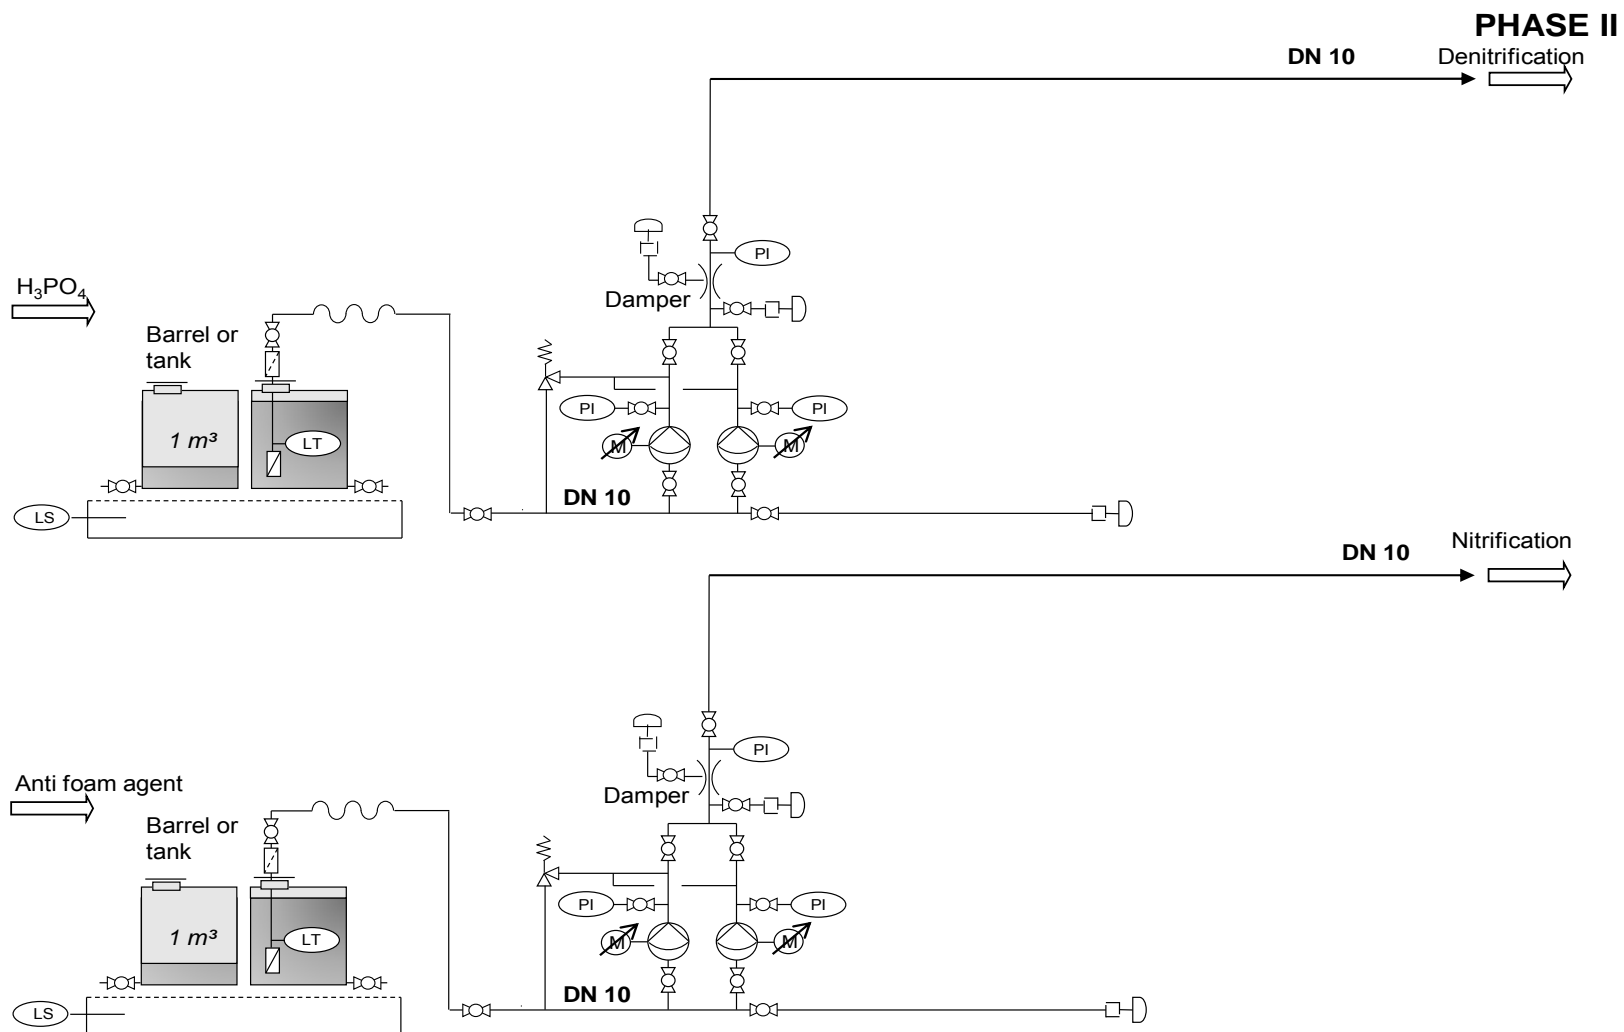 PHASE II
DN 10
Denitrification
PI
H₃PO₄
Damper
Barrel or
tank
PI
PI
1 m³
LT
M
M
DN 10
LS
Nitrification
DN 10
PI
Anti foam agent
Damper
Barrel or
tank
PI
PI
1 m³
LT
M
M
DN 10
LS